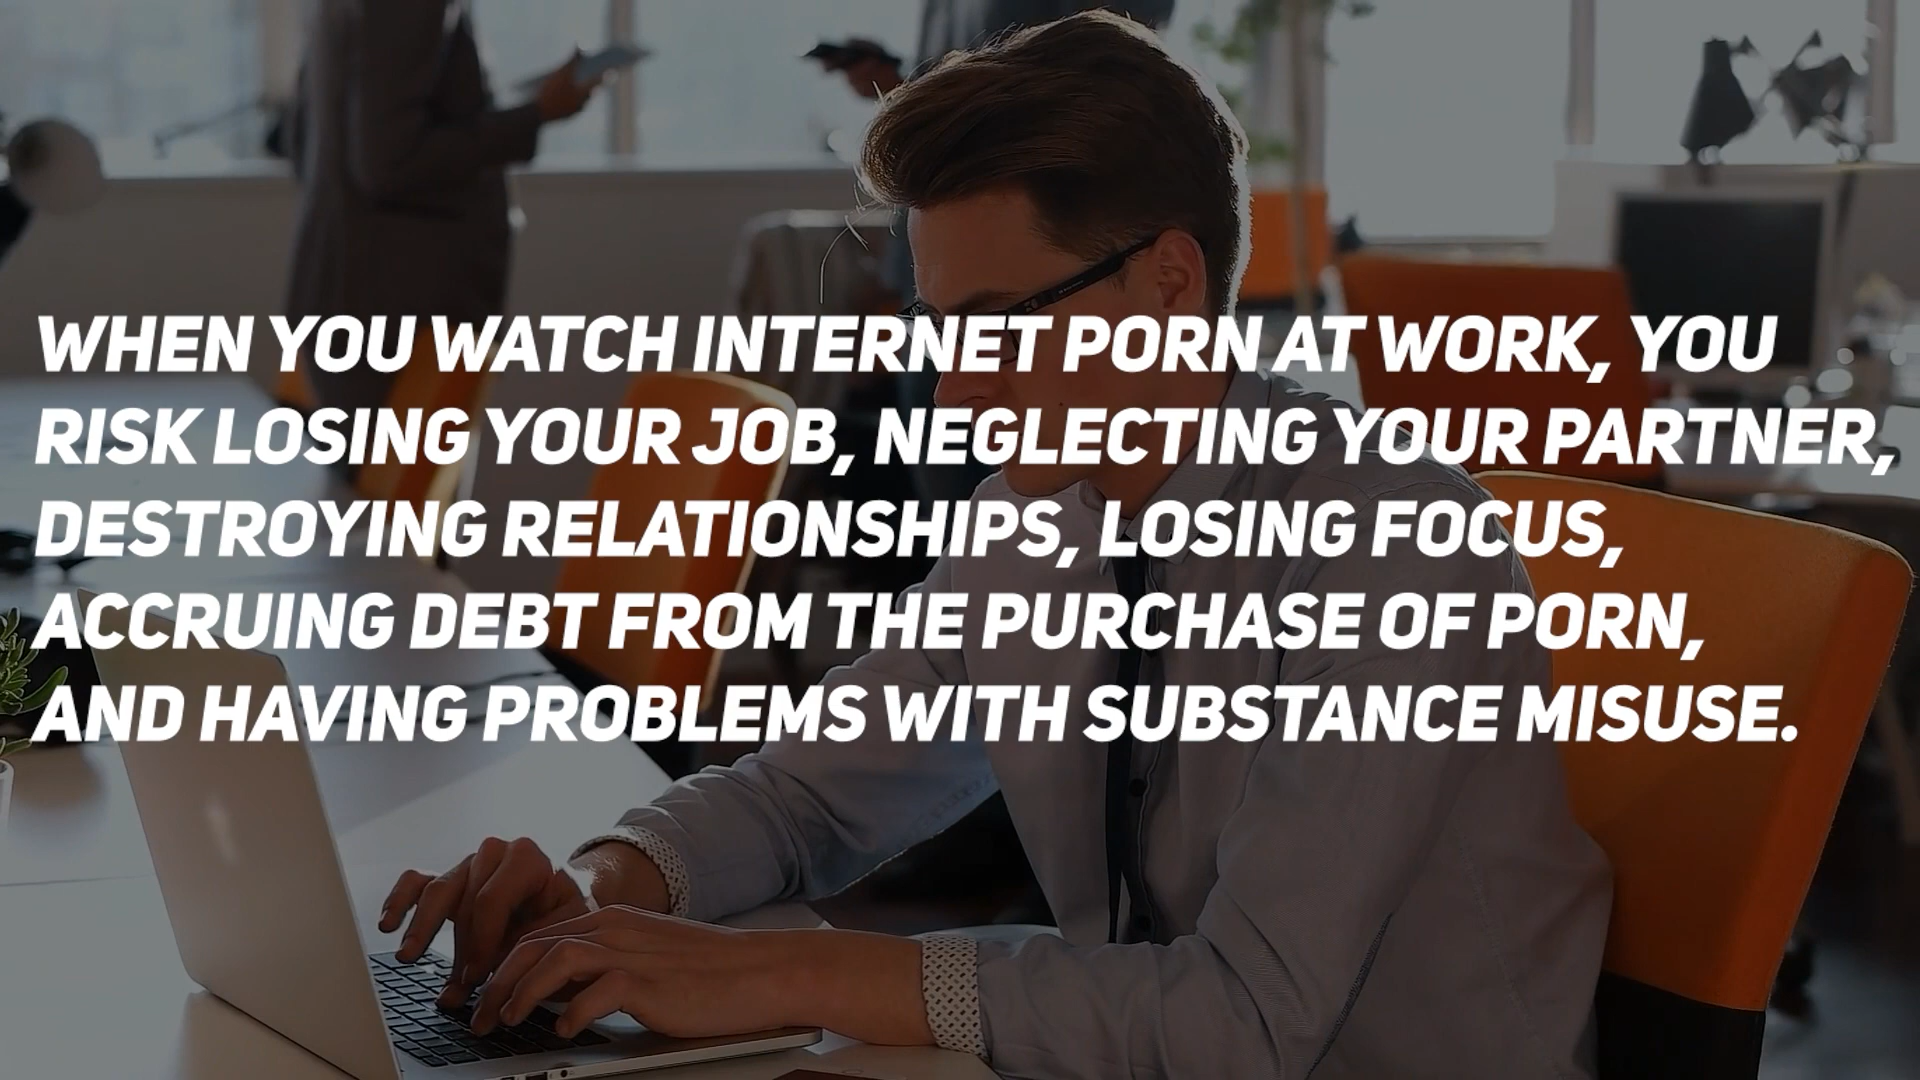 WHEN YOU WATCH INTERNET PORN AT WORK, YOU
RISK LOSING YOUR JOB, NEGLECTING YOUR PARTNER,
DESTROYING RELATIONSHIPS, LOSING FOCUS,
ACCRUING DEBT FROM THE PURCHASE OF PORN,
AND HAVING PROBLEMS WITH SUBSTANCE MISUSE.